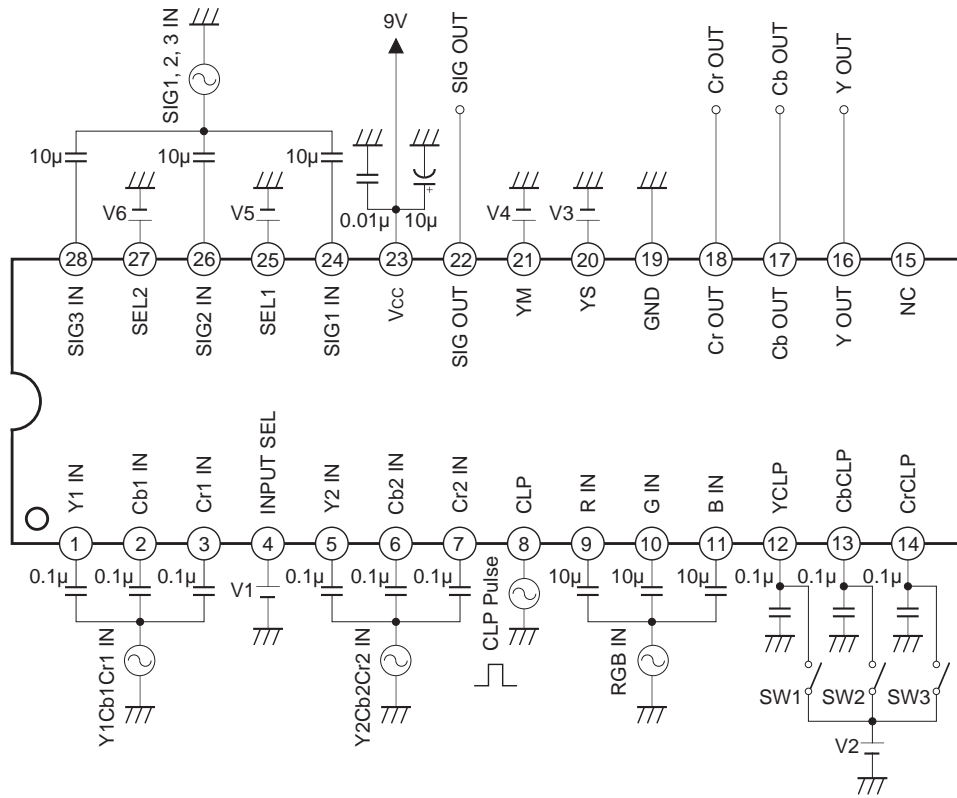 SIG1, 2, 3 IN
9V
SIG OUT
Cr OUT
Cb OUT
Y OUT
10µ
10µ
10µ
V6
V5
0.01µ
10µ
+
V4
V3
28
27
26
25
24
23
22
21
20
19
18
17
16
15
SIG3 IN
SEL2
SIG2 IN
SEL1
SIG1 IN
VCC
SIG OUT
YM
YS
GND
Cr OUT
Cb OUT
Y OUT
NC
Y1 IN
Cb1 IN
Cr1 IN
INPUT SEL
Y2 IN
Cb2 IN
Cr2 IN
CLP
R IN
G IN
B IN
YCLP
CbCLP
CrCLP
1
2
3
4
5
6
7
8
9
10
11
12
13
14
0.1µ
0.1µ
0.1µ
V1
0.1µ
0.1µ
0.1µ
CLP Pulse
10µ
10µ
10µ
0.1µ
0.1µ
0.1µ
Y1Cb1Cr1 IN
Y2Cb2Cr2 IN
RGB IN
SW1
SW2
SW3
V2